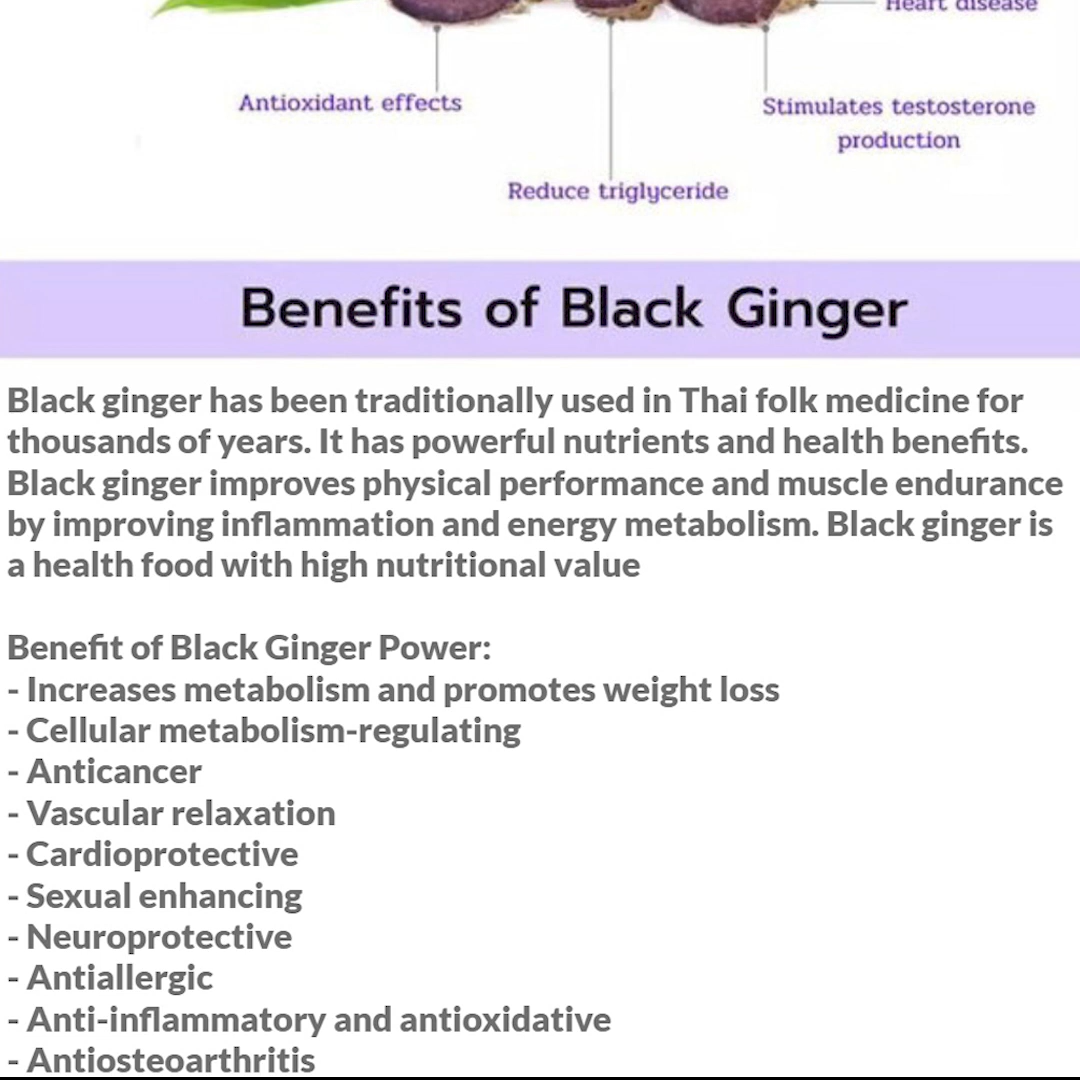 Heart disease
Antioxidant effects
Stimulates testosterone
production
Reduce triglyceride
Benefits of Black Ginger
Black ginger has been traditionally used in Thai folk medicine for
thousands of years. It has powerful nutrients and health benefits.
Black ginger improves physical performance and muscle endurance
by improving inflammation and energy metabolism. Black ginger is
a health food with high nutritional value
Benefit of Black Ginger Power:
- Increases metabolism and promotes weight loss
- Cellular metabolism-regulating
- Anticancer
- Vascular relaxation
- Cardioprotective
- Sexual enhancing
- Neuroprotective
- Antiallergic
- Anti-inflammatory and antioxidative
- Antiosteoarthritis